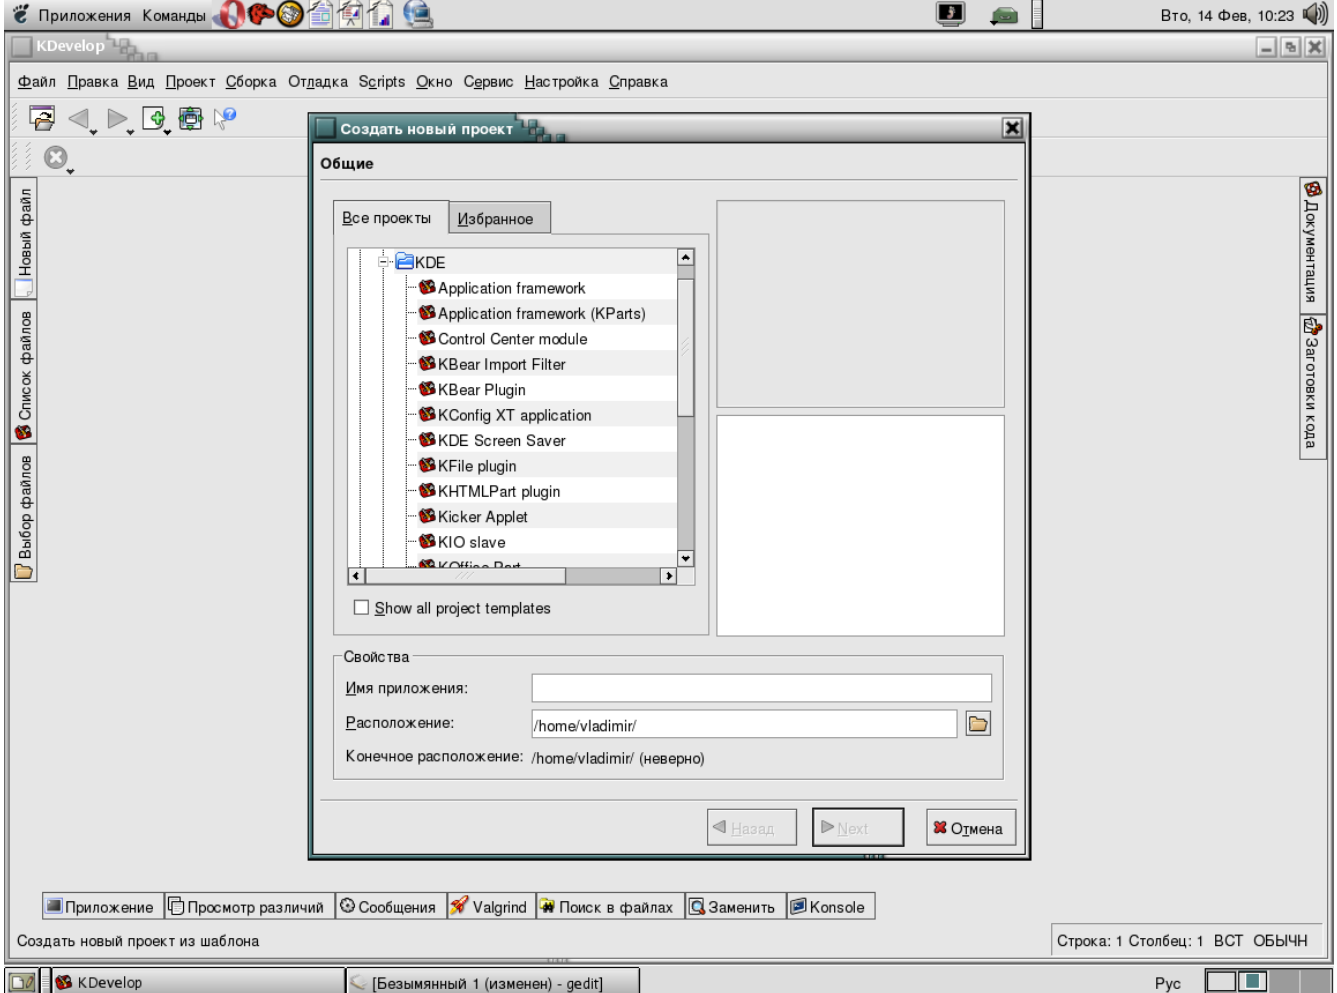 Приложения Команды Вто, 14 Фев, 10:23
KDevelop
Файл Правка Вид Проект Сборка Отладка Scripts Окно Сервис Настройка Справка
Создать новый проект
Общие
Все проекты Избранное
KDE
Application framework
Application framework (KParts)
Control Center module
KBear Import Filter
KBear Plugin
KConfig XT application
KDE Screen Saver
KFile plugin
KHTMLPart plugin
Kicker Applet
KIO slave
KOffice Part
Show all project templates
Свойства
Имя приложения:
Расположение: /home/vladimir/
Конечное расположение: /home/vladimir/ (неверно)
Назад Next Отмена
Новый файл
Список файлов
Выбор файлов
Документация
Заготовки кода
Приложение Просмотр различий Сообщения Valgrind Поиск в файлах Заменить Konsole
Создать новый проект из шаблона Строка: 1 Столбец: 1 ВСТ ОБЫЧН
KDevelop [Безымянный 1 (изменен) - gedit] Рус